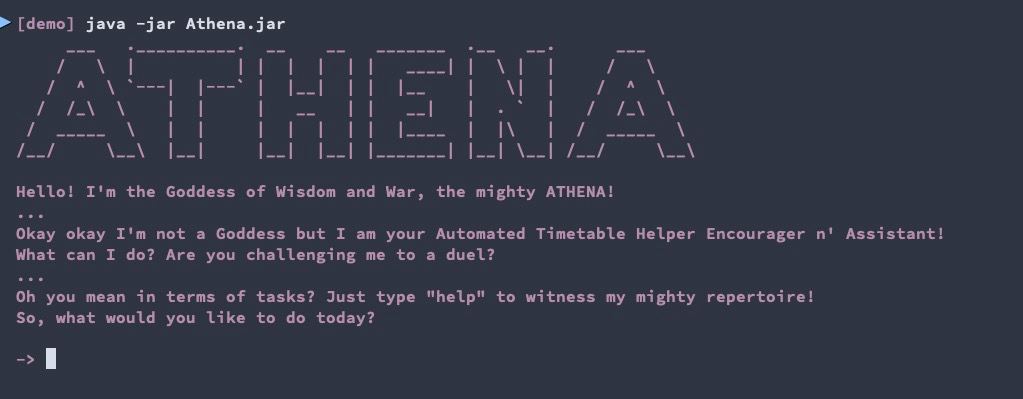 [demo] java -jar Athena.jar
ATHENA
Hello! I'm the Goddess of Wisdom and War, the mighty ATHENA!
...
Okay okay I'm not a Goddess but I am your Automated Timetable Helper Encourager n' Assistant!
What can I do? Are you challenging me to a duel?
...
Oh you mean in terms of tasks? Just type "help" to witness my mighty repertoire!
So, what would you like to do today?
->